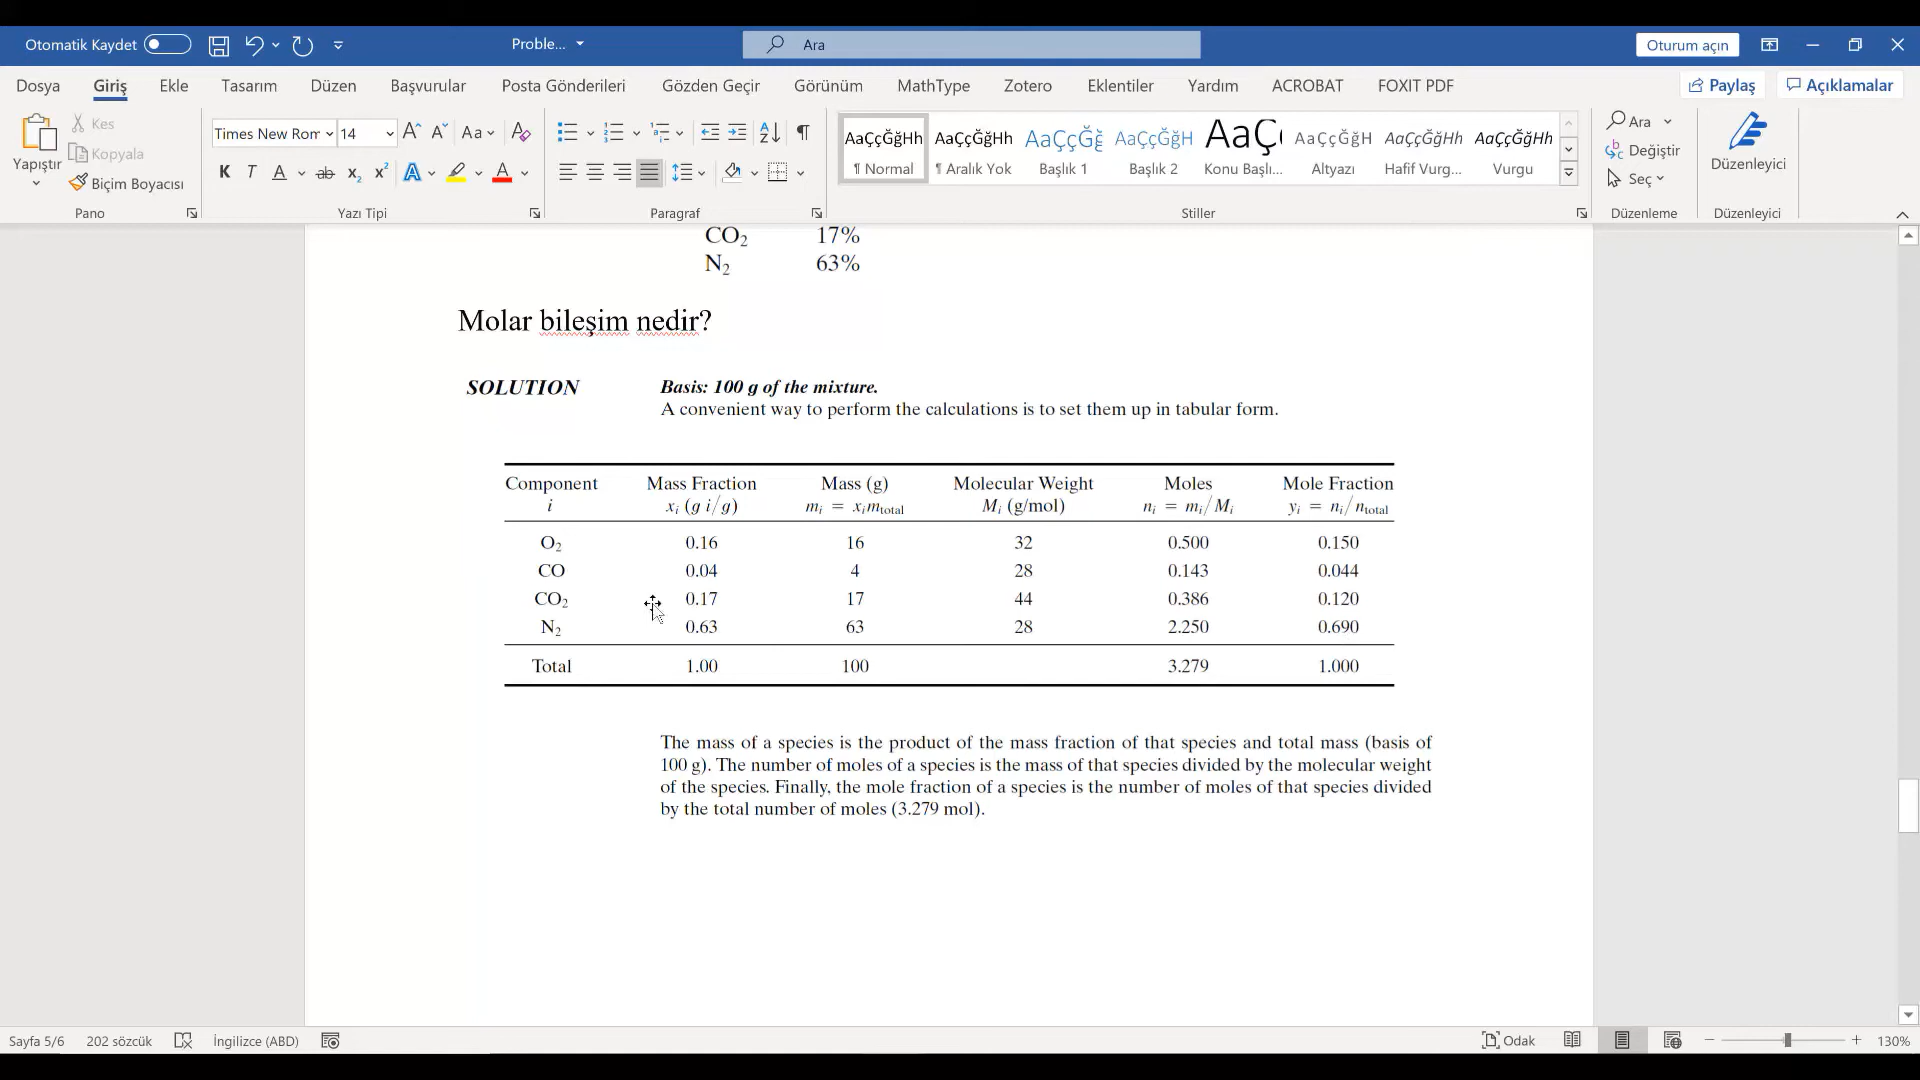 Otomatik Kaydet
Proble...
Ara
Oturum açın
Dosya Giriş Ekle Tasarım Düzen Başvurular Posta Gönderileri Gözden Geçir Görünüm MathType Zotero Eklentiler Yardım ACROBAT FOXIT PDF Paylaş Açıklamalar
Yapıştır
Kes
Kopyala
Biçim Boyacısı
Pano
Times New Rom 14
K T A ab x₂ x² A A
Yazı Tipi
Paragraf
AaÇçĞğHh AaÇçĞğHh AaÇçĞğ AaÇçĞğH AaÇ AaÇçĞğH AaÇçĞğHh AaÇçĞğHh
¶ Normal ¶ Aralık Yok Başlık 1 Başlık 2 Konu Başlı... Altyazı Hafif Vurg... Vurgu
Stiller
Ara
Değiştir
Seç
Düzenleme
Düzenleyici
Düzenleyici
CO₂ 17%
N₂ 63%
Molar bileşim nedir?
SOLUTION Basis: 100 g of the mixture.
A convenient way to perform the calculations is to set them up in tabular form.
Component Mass Fraction Mass (g) Molecular Weight Moles Mole Fraction
i xᵢ (g i/g) mᵢ = xᵢmtotal Mᵢ (g/mol) nᵢ = mᵢ/Mᵢ yᵢ = nᵢ/ntotal
O₂ 0.16 16 32 0.500 0.150
CO 0.04 4 28 0.143 0.044
CO₂ 0.17 17 44 0.386 0.120
N₂ 0.63 63 28 2.250 0.690
Total 1.00 100 3.279 1.000
The mass of a species is the product of the mass fraction of that species and total mass (basis of
100 g). The number of moles of a species is the mass of that species divided by the molecular weight
of the species. Finally, the mole fraction of a species is the number of moles of that species divided
by the total number of moles (3.279 mol).
Sayfa 5/6 202 sözcük İngilizce (ABD) Odak 130%